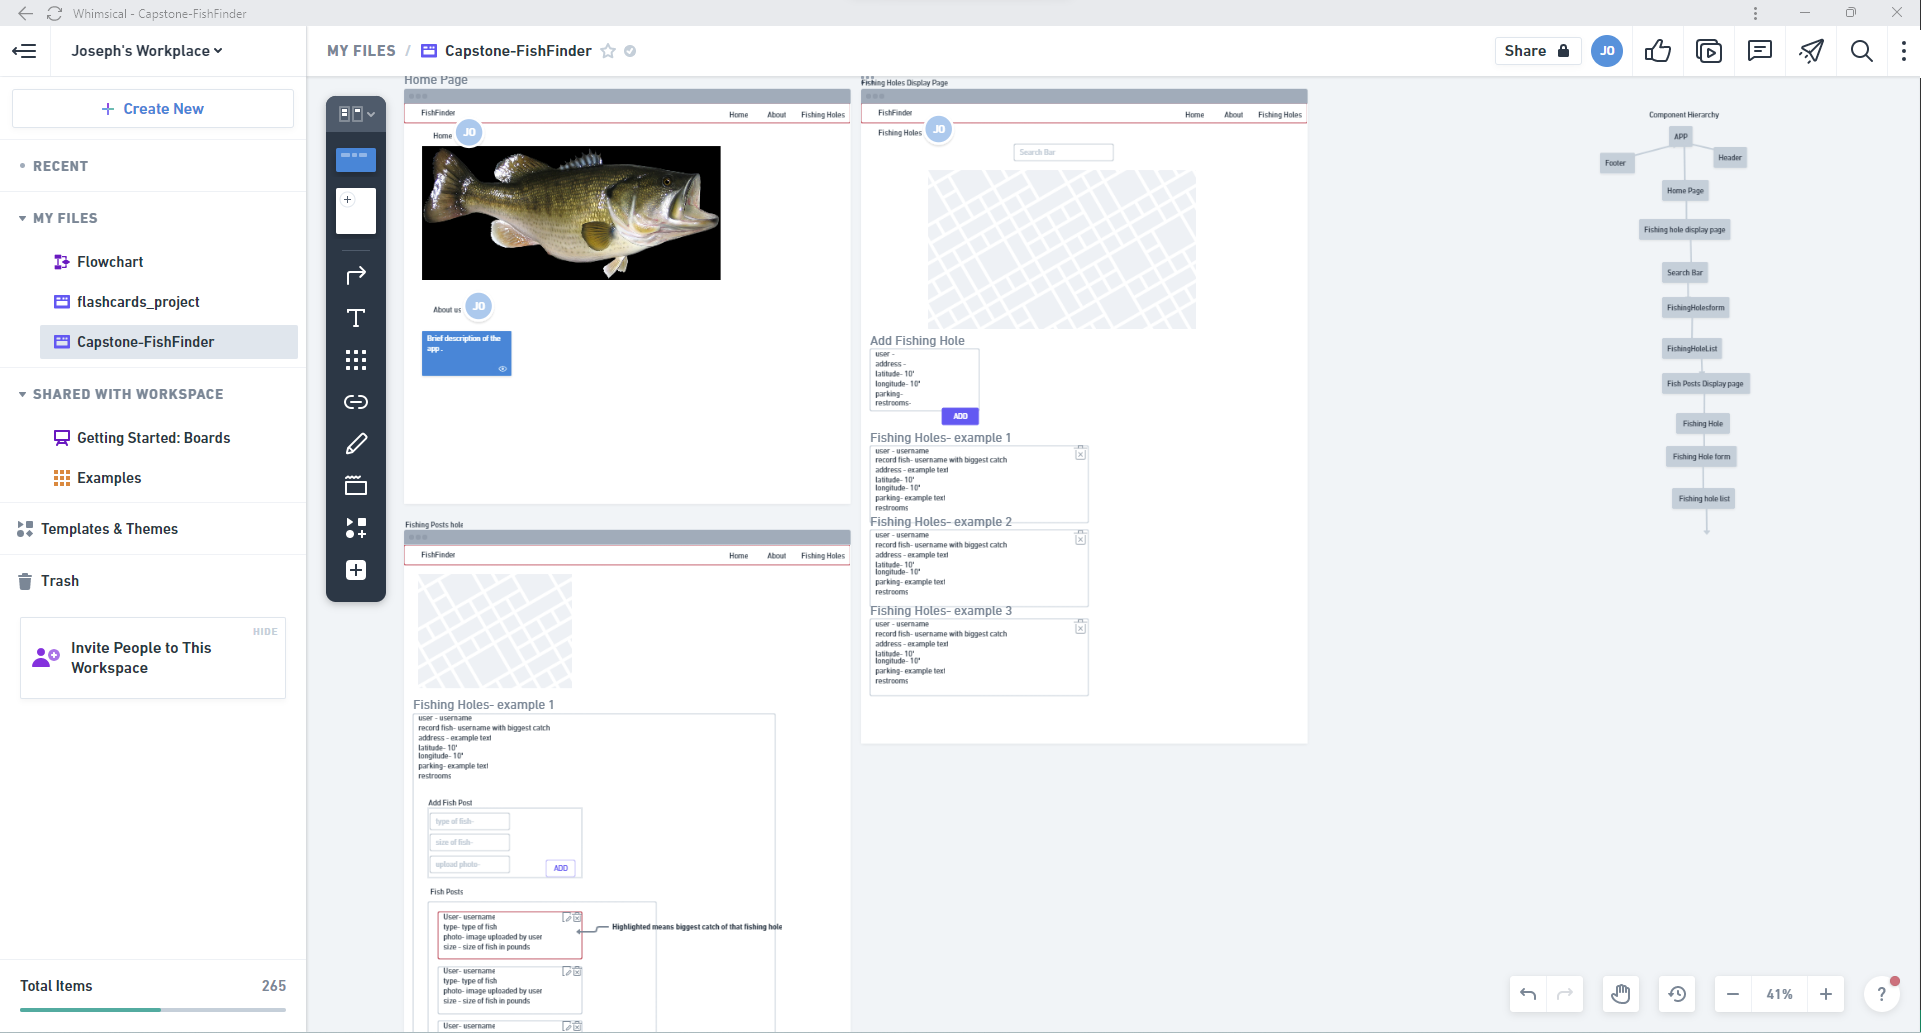 Whimsical - Capstone-FishFinder
Joseph's Workplace
MY FILES / Capstone-FishFinder
Share
JO
+ Create New
RECENT
MY FILES
Flowchart
flashcards_project
Capstone-FishFinder
SHARED WITH WORKSPACE
Getting Started: Boards
Examples
Templates & Themes
Trash
HIDE
Invite People to This
Workspace
Total Items 265
Home Page
FishFinder Home About Fishing Holes
Home JO
About us JO
Brief description of the
app .
Fishing Posts hole
FishFinder Home About Fishing Holes
Fishing Holes- example 1
user - username
record fish- username with biggest catch
address - example text
latitude- 10'
longitude- 10"
parking- example text
restrooms
Add Fish Post
type of fish-
size of fish-
upload photo-
ADD
Fish Posts
User- username
type- type of fish
photo- image uploaded by user
size - size of fish in pounds
Highlighted means biggest catch of that fishing hole
User- username
type- type of fish
photo- image uploaded by user
size - size of fish in pounds
User- username
Fishing Holes Display Page
FishFinder Home About Fishing Holes
Fishing Holes JO
Search Bar
Add Fishing Hole
user -
address -
latitude- 10'
longitude- 10"
parking-
restrooms-
ADD
Fishing Holes- example 1
user - username
record fish- username with biggest catch
address - example text
latitude- 10'
longitude- 10"
parking- example text
restrooms
Fishing Holes- example 2
user - username
record fish- username with biggest catch
address - example text
latitude- 10'
longitude- 10"
parking- example text
restrooms
Fishing Holes- example 3
user - username
record fish- username with biggest catch
address - example text
latitude- 10'
longitude- 10"
parking- example text
restrooms
Component Hierarchy
APP
Footer
Header
Home Page
Fishing hole display page
Search Bar
FishingHolesform
FishingHoleList
Fish Posts Display page
Fishing Hole
Fishing Hole form
Fishing hole list
41%
?